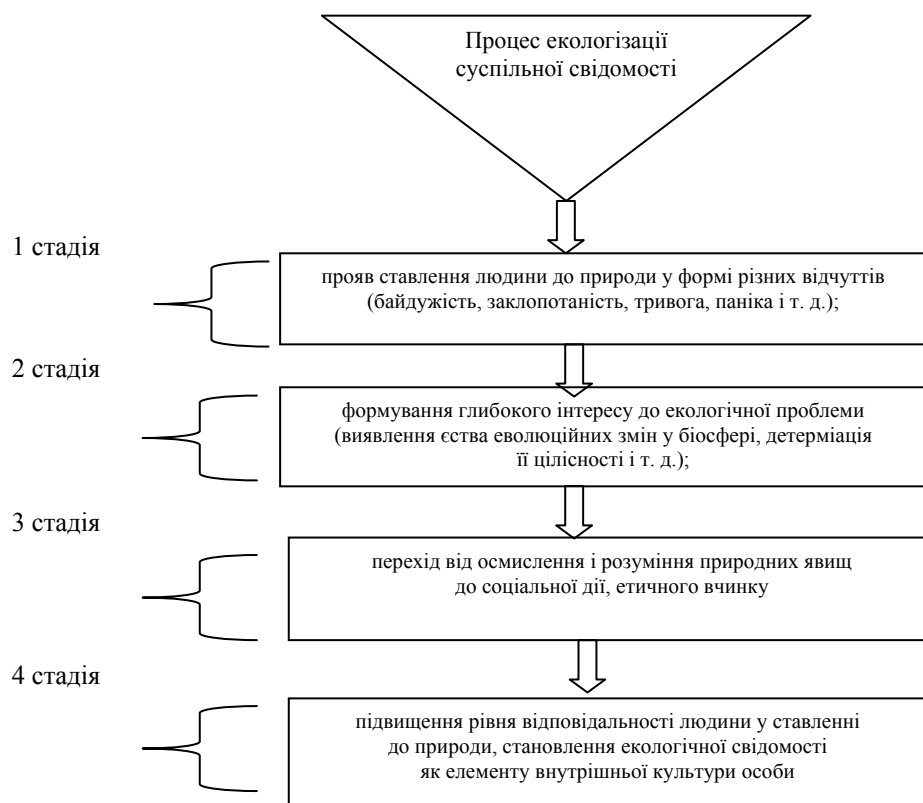 Процес екологізації
суспільної свідомості
1 стадія
прояв ставлення людини до природи у формі різних відчуттів
(байдужість, заклопотаність, тривога, паніка і т. д.);
2 стадія
формування глибокого інтересу до екологічної проблеми
(виявлення єства еволюційних змін у біосфері, детерміація
її цілісності і т. д.);
3 стадія
перехід від осмислення і розуміння природних явищ
до соціальної дії, етичного вчинку
4 стадія
підвищення рівня відповідальності людини у ставленні
до природи, становлення екологічної свідомості
як елементу внутрішньої культури особи